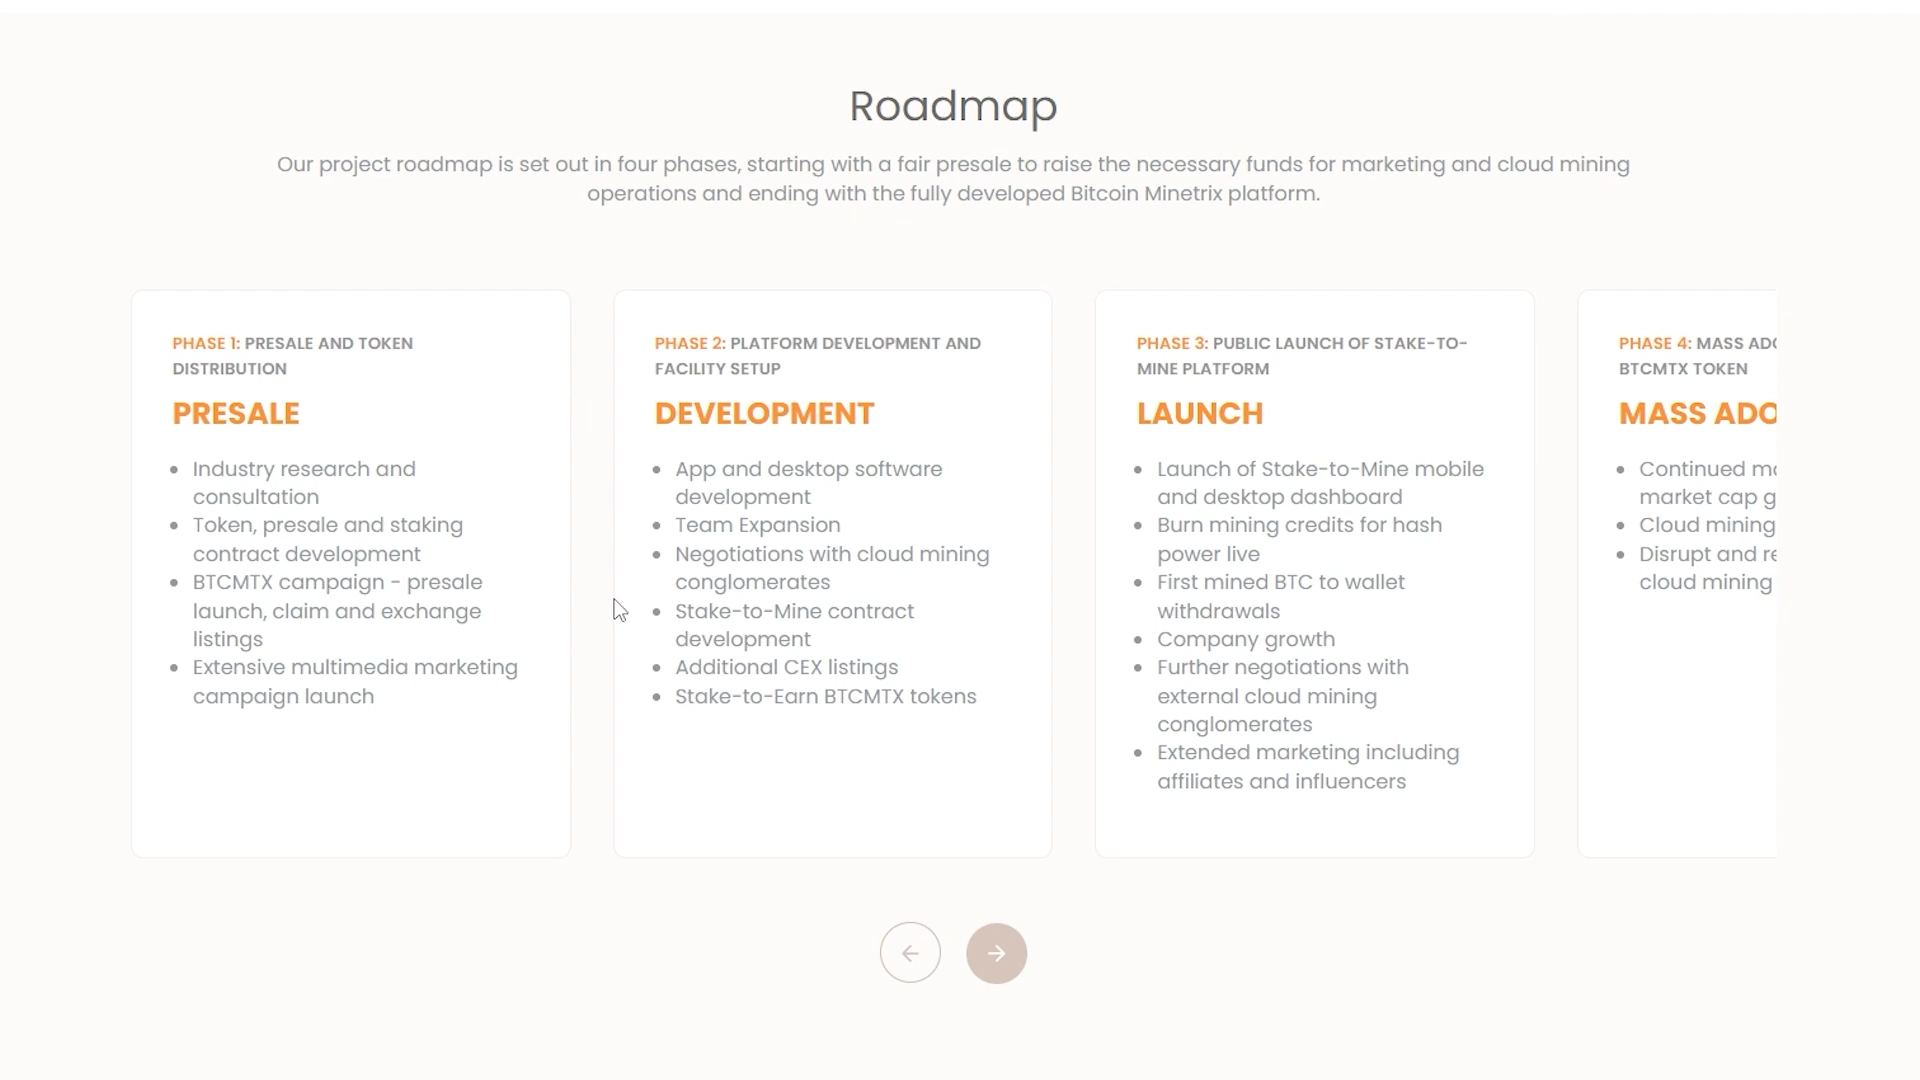 Roadmap
Our project roadmap is set out in four phases, starting with a fair presale to raise the necessary funds for marketing and cloud mining
operations and ending with the fully developed Bitcoin Minetrix platform.
PHASE 1: PRESALE AND TOKEN
DISTRIBUTION
PRESALE
• Industry research and
consultation
• Token, presale and staking
contract development
• BTCMTX campaign - presale
launch, claim and exchange
listings
• Extensive multimedia marketing
campaign launch
PHASE 2: PLATFORM DEVELOPMENT AND
FACILITY SETUP
DEVELOPMENT
• App and desktop software
development
• Team Expansion
• Negotiations with cloud mining
conglomerates
• Stake-to-Mine contract
development
• Additional CEX listings
• Stake-to-Earn BTCMTX tokens
PHASE 3: PUBLIC LAUNCH OF STAKE-TO-
MINE PLATFORM
LAUNCH
• Launch of Stake-to-Mine mobile
and desktop dashboard
• Burn mining credits for hash
power live
• First mined BTC to wallet
withdrawals
• Company growth
• Further negotiations with
external cloud mining
conglomerates
• Extended marketing including
affiliates and influencers
PHASE 4: MASS
BTCMTX TOKEN
MASS
• Continued
market cap
• Cloud mining
• Disrupt and
cloud mining